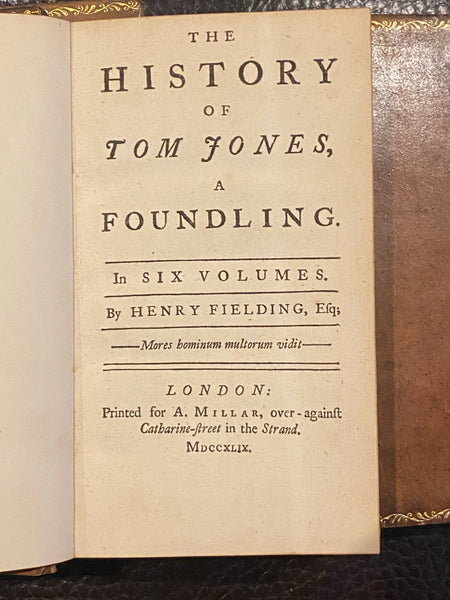 THE
HISTORY
OF
TOM JONES,
A
FOUNDLING.
In SIX VOLUMES.
By HENRY FIELDING, Eſq;
——Mores hominum multorum vidit——
LONDON:
Printed for A. MILLAR, over-againſt
Catharine-ſtreet in the Strand.
MDCCXLIX.